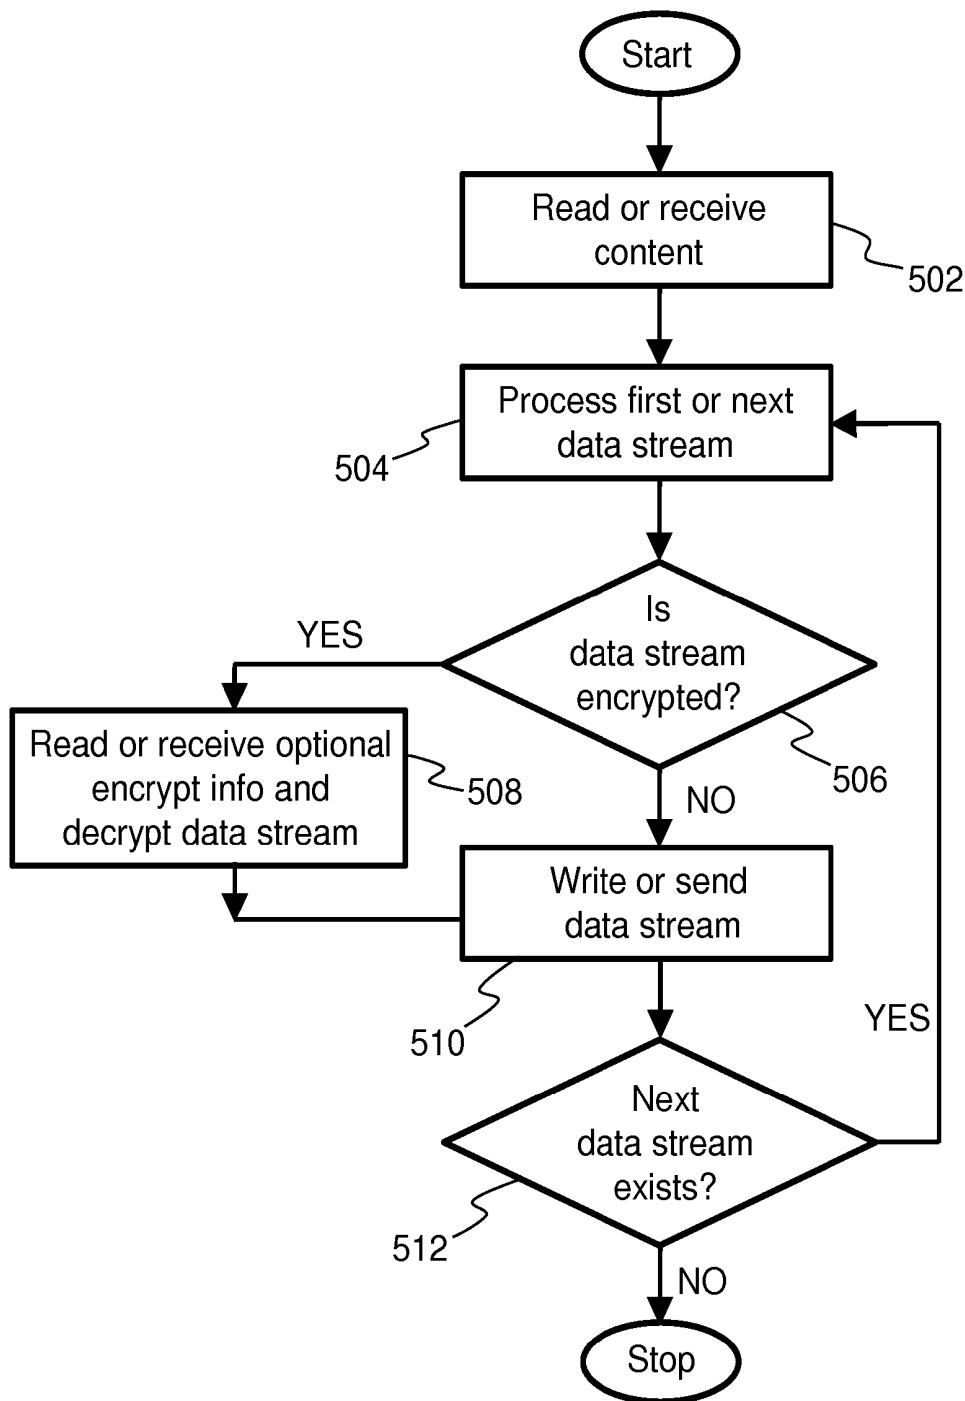 Start
Read or receive
content
502
Process first or next
data stream
504
Is
data stream
encrypted?
YES
506
Read or receive optional
encrypt info and
decrypt data stream
508
NO
Write or send
data stream
510
YES
Next
data stream
exists?
512
NO
Stop